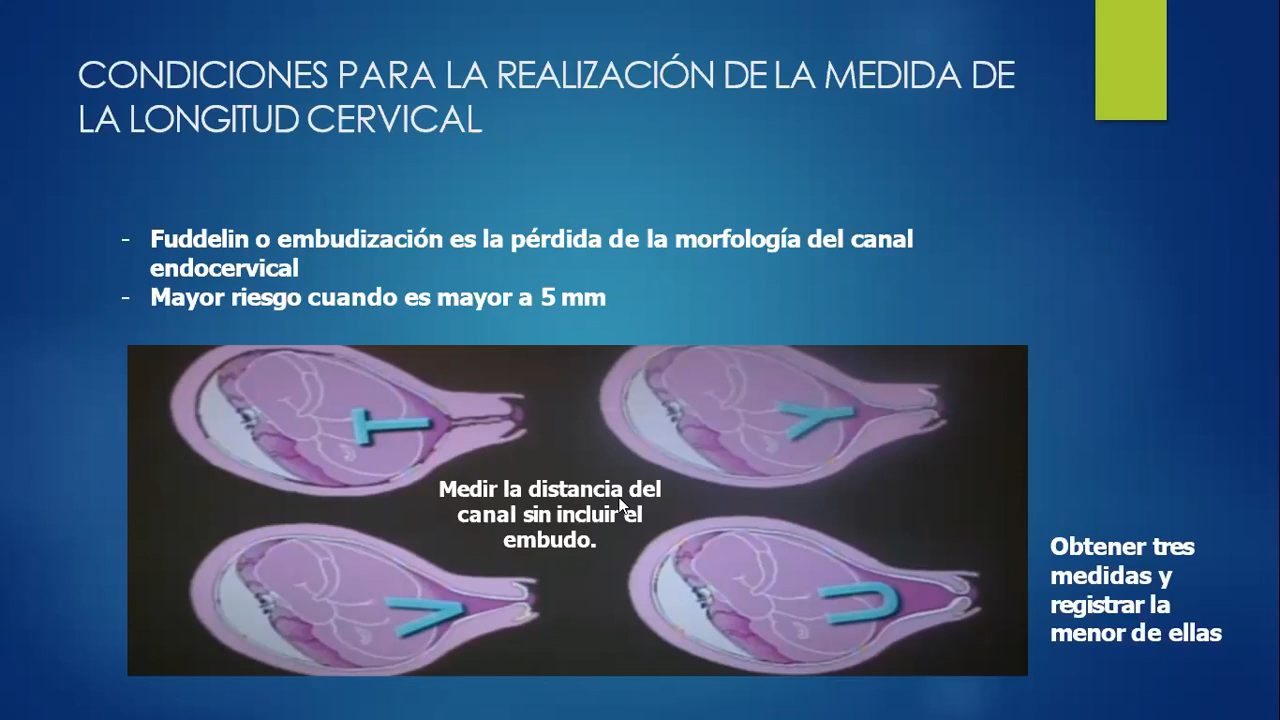 CONDICIONES PARA LA REALIZACIÓN DE LA MEDIDA DE
LA LONGITUD CERVICAL
- Fuddelin o embudización es la pérdida de la morfología del canal
endocervical
- Mayor riesgo cuando es mayor a 5 mm
T
Y
Medir la distancia del
canal sin incluir el
embudo.
V
U
Obtener tres
medidas y
registrar la
menor de ellas